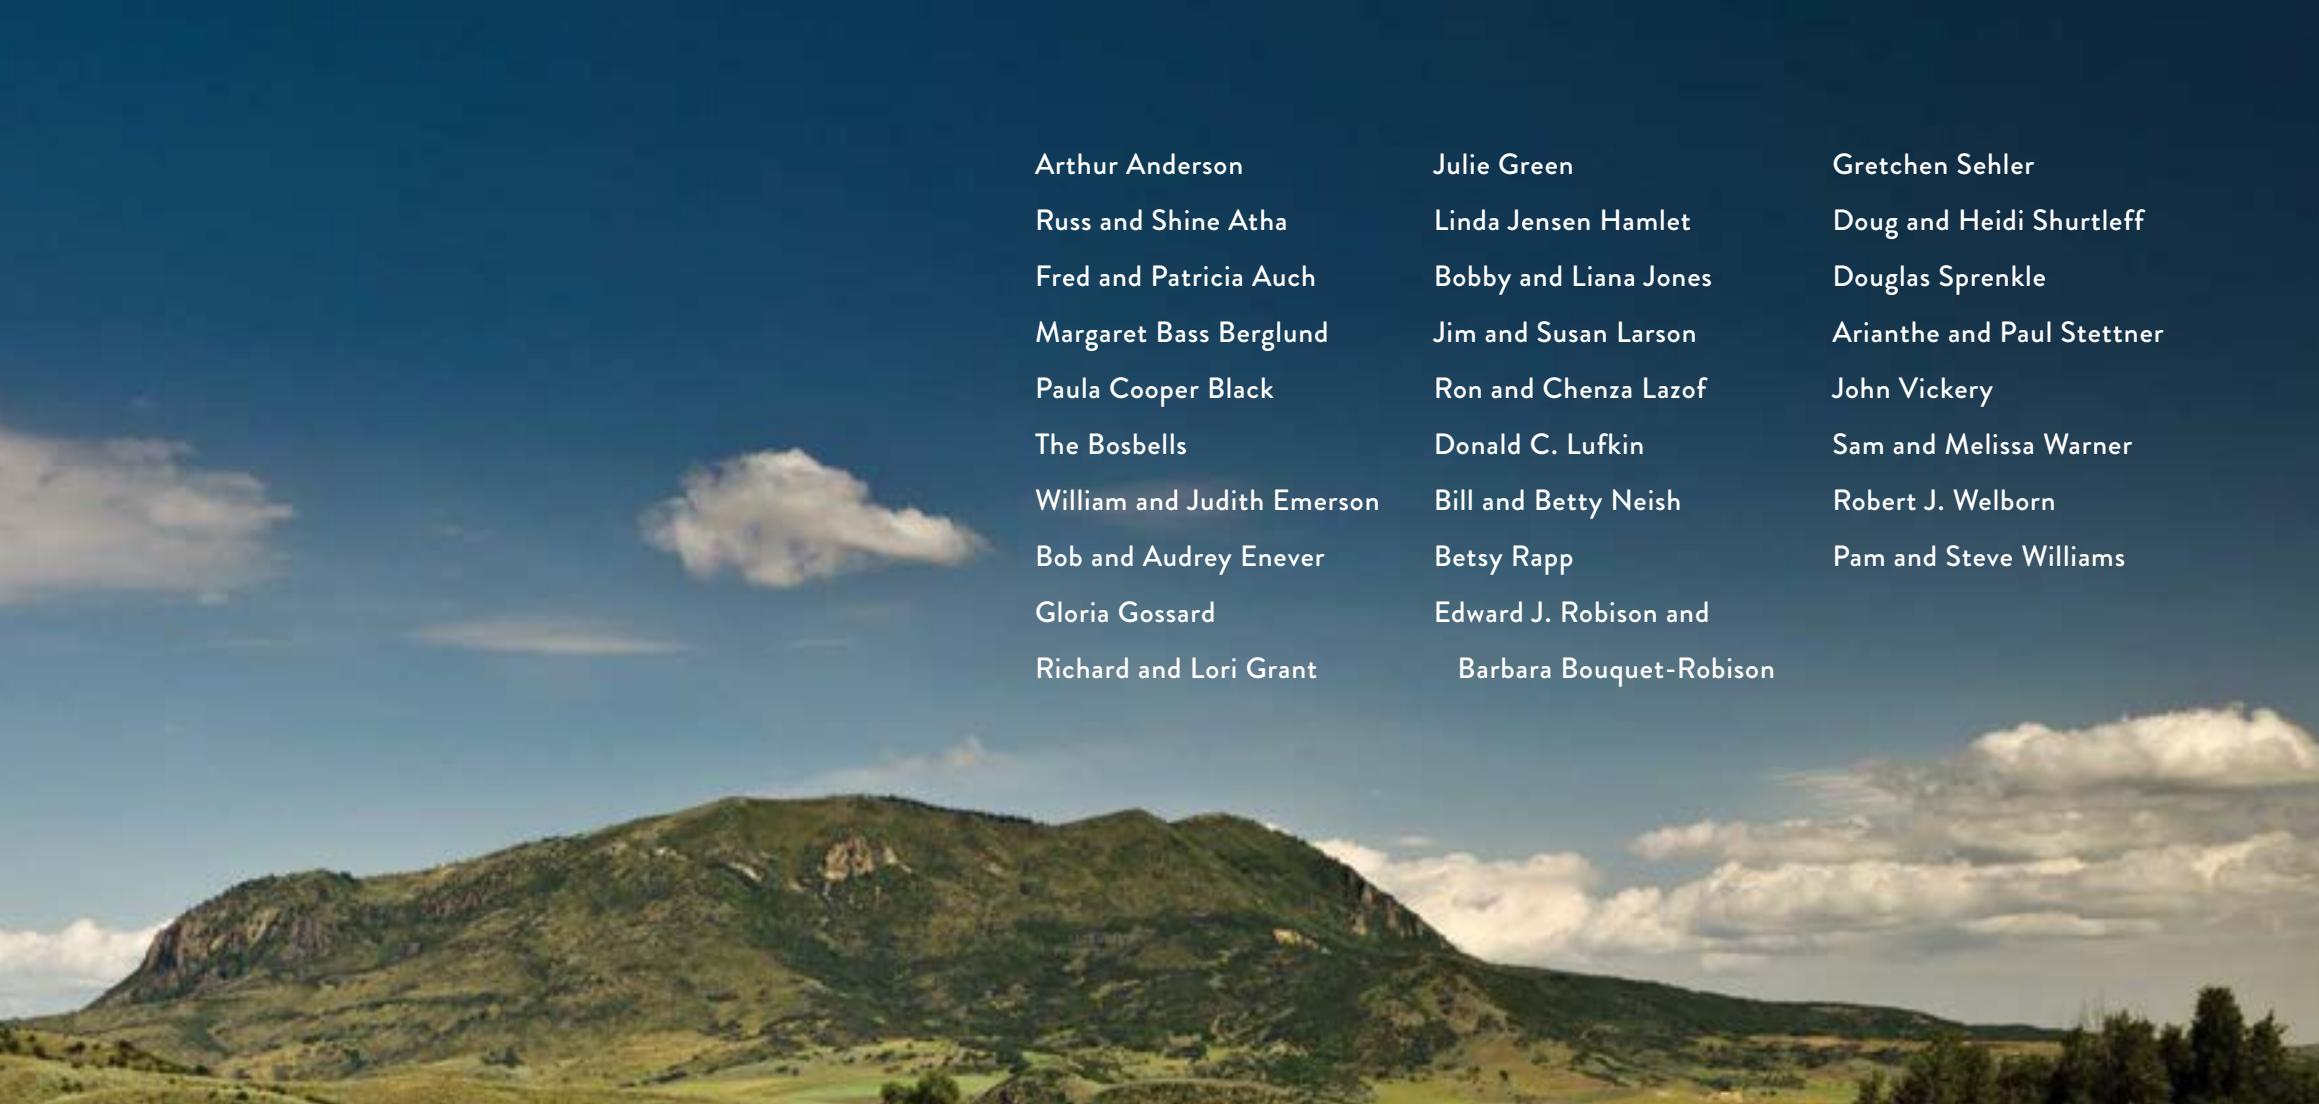 Arthur Anderson
Russ and Shine Atha
Fred and Patricia Auch
Margaret Bass Berglund
Paula Cooper Black
The Bosbells
William and Judith Emerson
Bob and Audrey Enever
Gloria Gossard
Richard and Lori Grant
Julie Green
Linda Jensen Hamlet
Bobby and Liana Jones
Jim and Susan Larson
Ron and Chenza Lazof
Donald C. Lufkin
Bill and Betty Neish
Betsy Rapp
Edward J. Robison and
Barbara Bouquet-Robison
Gretchen Sehler
Doug and Heidi Shurtleff
Douglas Sprenkle
Arianthe and Paul Stettner
John Vickery
Sam and Melissa Warner
Robert J. Welborn
Pam and Steve Williams